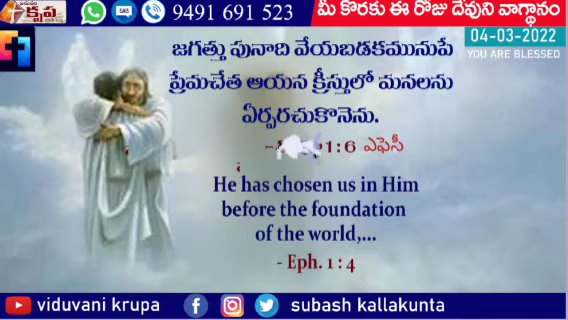 కృప
9491 691 523
మీ కొరకు ఈ రోజు దేవుని వాగ్థానం
04-03-2022
YOU ARE BLESSED
జగత్తు పునాది వేయబడకమునుపే
ప్రేమచేత ఆయన క్రీస్తులో మనలను
ఏర్పరచుకొనెను.
1:6 ఎఫెసీ
He has chosen us in Him
before the foundation
of the world,...
- Eph. 1 : 4
viduvani krupa
subash kallakunta